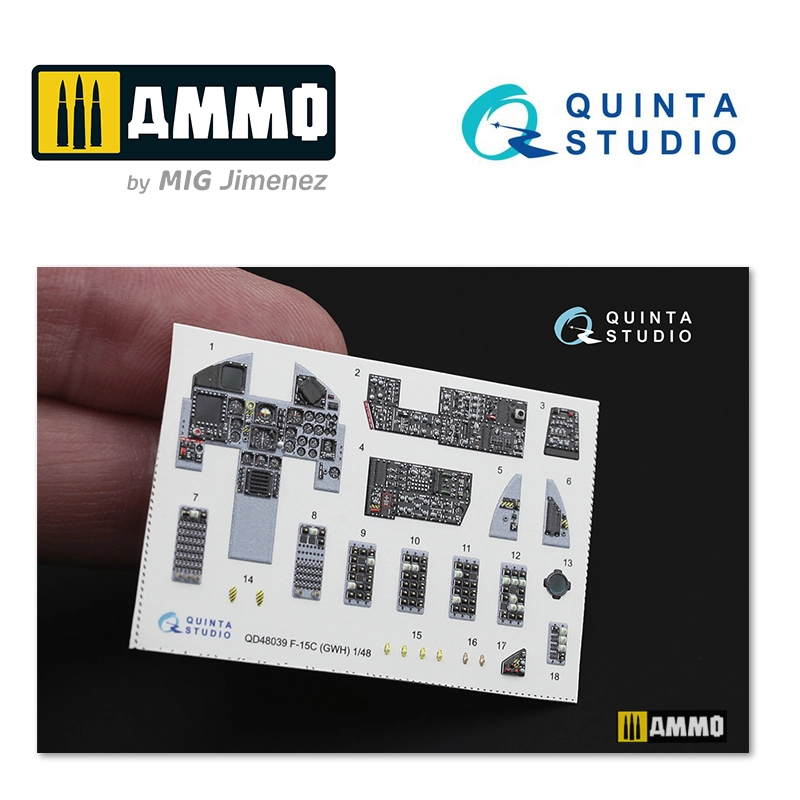 AMMO
by MIG Jimenez
QUINTA
STUDIO
QUINTA
STUDIO
1
2
3
4
5
6
7
8
9
10
11
12
13
14
15
16
17
18
QUINTA
STUDIO
QD48039 F-15C (GWH) 1/48
AMMO